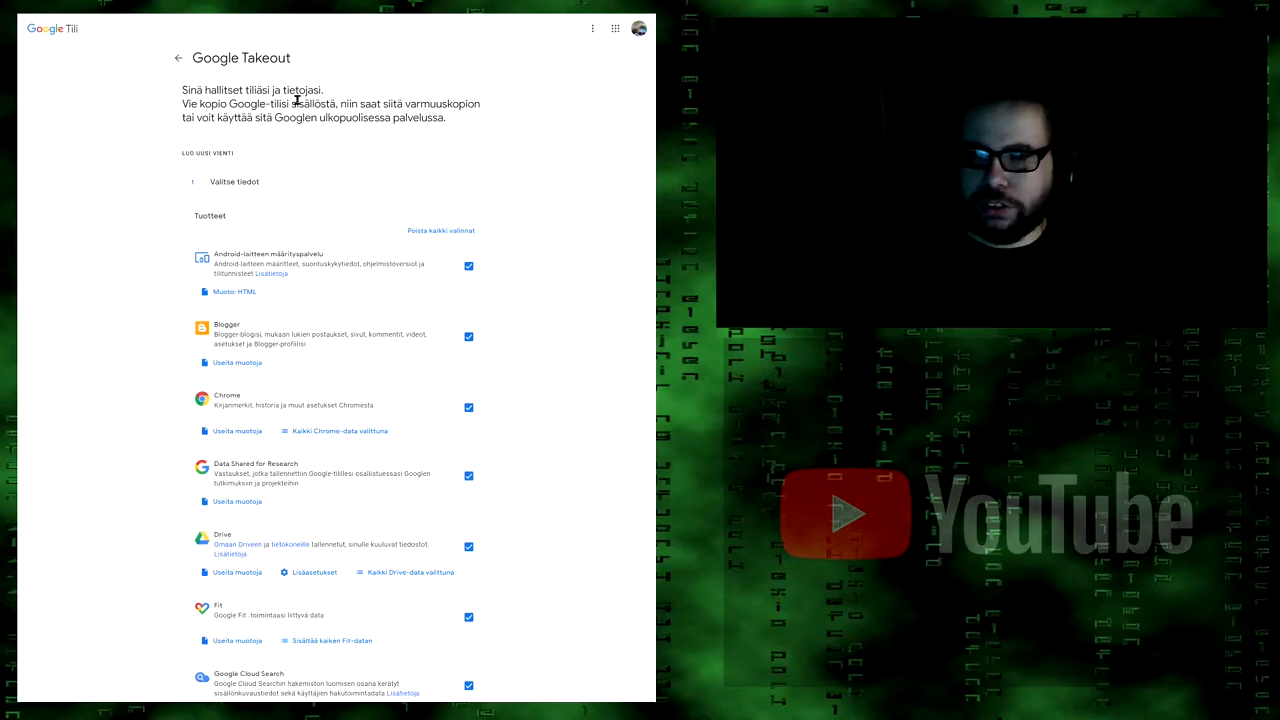 Google Tili
Google Takeout
Sinä hallitset tiliäsi ja tietojasi.
Vie kopio Google-tilisi sisällöstä, niin saat siitä varmuuskopion
tai voit käyttää sitä Googlen ulkopuolisessa palvelussa.
LUO UUSI VIENTI
1 Valitse tiedot
Tuotteet
Poista kaikki valinnat
Android-laitteen määrityspalvelu
Android-laitteen määritteet, suorituskykytiedot, ohjelmistoversiot ja
tilitunnisteet Lisätietoja
Muoto: HTML
Blogger
Blogger-blogisi, mukaan lukien postaukset, sivut, kommentit, videot,
asetukset ja Blogger-profiilisi
Useita muotoja
Chrome
Kirjanmerkit, historia ja muut asetukset Chromesta
Useita muotoja Kaikki Chrome-data valittuna
Data Shared for Research
Vastaukset, jotka tallennettiin Google-tilillesi osallistuessasi Googlen
tutkimuksiin ja projekteihin
Useita muotoja
Drive
Omaan Driveen ja tietokoneille tallennetut, sinulle kuuluvat tiedostot.
Lisätietoja
Useita muotoja Lisäasetukset Kaikki Drive-data valittuna
Fit
Google Fit -toimintaasi liittyvä data
Useita muotoja Sisältää kaiken Fit-datan
Google Cloud Search
Google Cloud Searchin hakemiston luomisen osana kerätyt
sisällönkuvaustiedot sekä käyttäjien hakutoimintadata Lisätietoja
YouTube